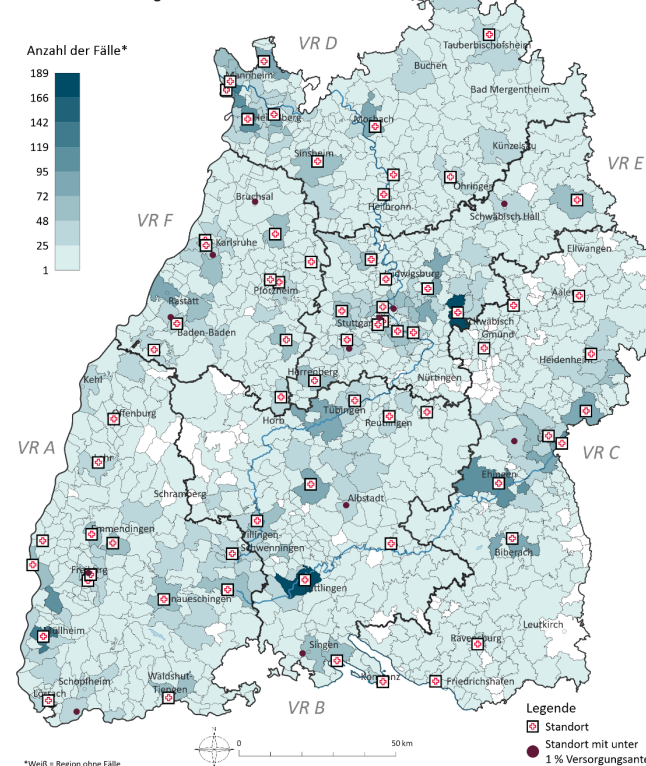 VR D
Anzahl der Fälle*
189
166
142
119
95
72
48
25
1
Tauberbischofsheim
Buchen
Bad Mergentheim
Mannheim
Mosbach
Künzelsau
Sinsheim
VR E
Öhringen
Heilbronn
Schwäbisch Hall
Bruchsal
VR F
Karlsruhe
Ellwangen
Ludwigsburg
Pforzheim
Aalen
Rastatt
Stuttgart
Schwäbisch
Gmünd
Baden-Baden
Heidenheim
Kehl
Herrenberg
Nürtingen
Offenburg
Horb
Tübingen
Reutlingen
VR A
VR C
Ehingen
Schramberg
Albstadt
Emmendingen
Villingen-
Schwenningen
Biberach
Freiburg
Donaueschingen
Tuttlingen
Leutkirch
Müllheim
Singen
Ravensburg
Schopfheim
Waldshut-
Tiengen
Lörrach
Konstanz
Friedrichshafen
VR B
Legende
Standort
Standort mit unter
1 % Versorgungsante
0
50 km
*Weiß = Region ohne Fälle